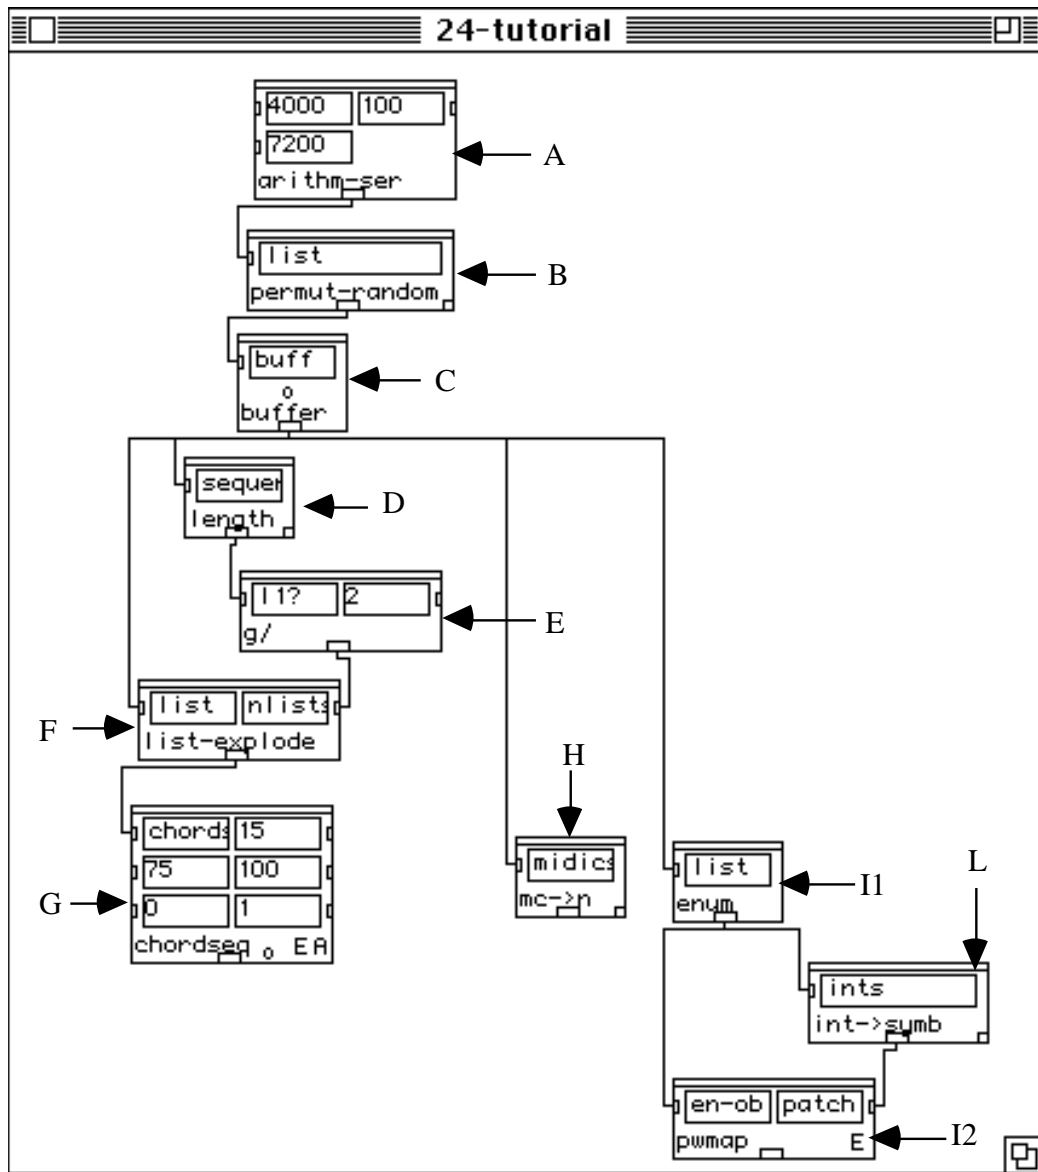 24-tutorial
4000 100
7200
arithm-ser
A
list
permut-random
B
buff
o
buffer
C
sequen
length
D
l1? 2
g/
E
list nlists
list-explode
F
chords 15
75 100
0 1
chordseq o E A
G
H
midics
mc->n
list
enum
I1
L
ints
int->symb
en-ob patch
pwmap E
I2